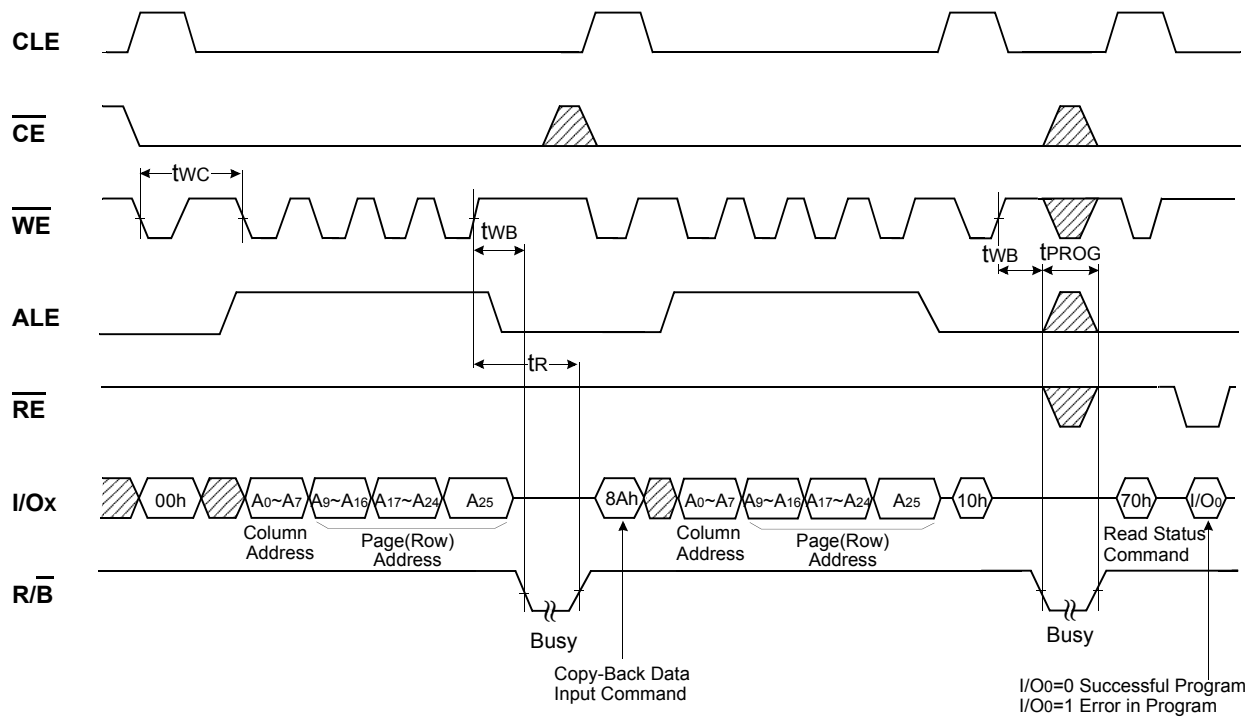 CLE
CE
tWC
WE
tWB
tWB
tPROG
ALE
tR
RE
I/Ox
00h
A0~A7
A9~A16
A17~A24
A25
8Ah
A0~A7
A9~A16
A17~A24
A25
10h
70h
I/O0
Column
Address
Page(Row)
Address
Column
Address
Page(Row)
Address
Read Status
Command
R/B
Busy
Busy
Copy-Back Data
Input Command
I/O0=0 Successful Program
I/O0=1 Error in Program